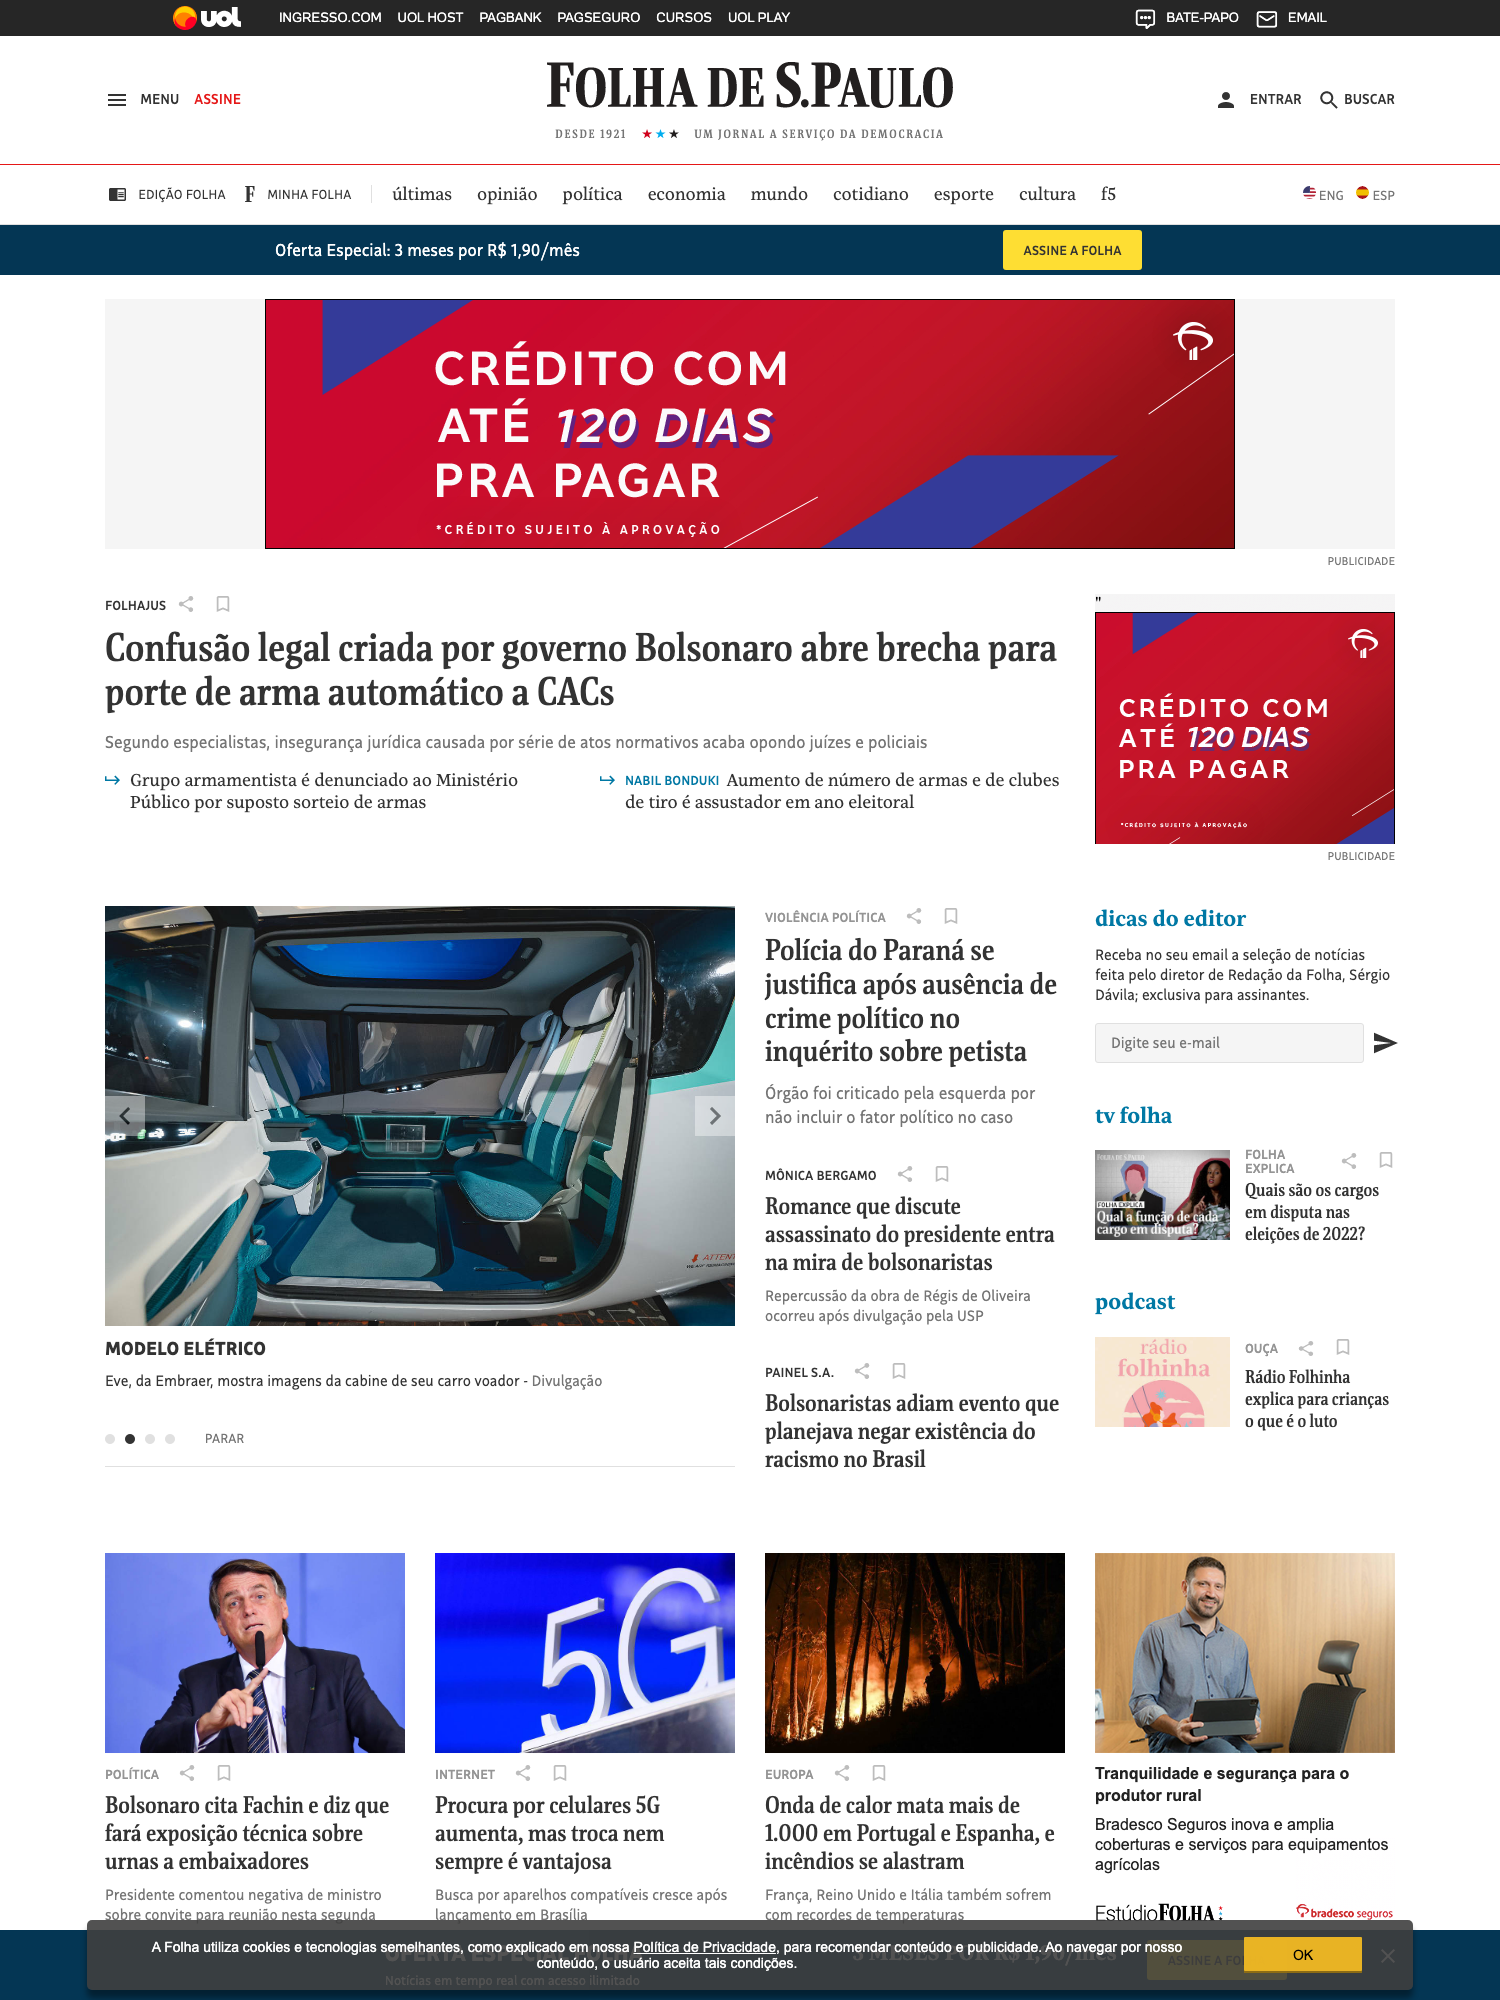 uol INGRESSO.COM UOL HOST PAGBANK PAGSEGURO CURSOS UOL PLAY BATE-PAPO EMAIL
MENU ASSINE
FOLHA DE S.PAULO
DESDE 1921 ★★★ UM JORNAL A SERVIÇO DA DEMOCRACIA
ENTRAR BUSCAR
EDIÇÃO FOLHA F MINHA FOLHA últimas opinião política economia mundo cotidiano esporte cultura f5 ENG ESP
Oferta Especial: 3 meses por R$ 1,90/mês ASSINE A FOLHA
CRÉDITO COM
ATÉ 120 DIAS
PRA PAGAR
*CRÉDITO SUJEITO À APROVAÇÃO
PUBLICIDADE
FOLHAJUS
Confusão legal criada por governo Bolsonaro abre brecha para
porte de arma automático a CACs
Segundo especialistas, insegurança jurídica causada por série de atos normativos acaba opondo juízes e policiais
Grupo armamentista é denunciado ao Ministério
Público por suposto sorteio de armas
NABIL BONDUKI Aumento de número de armas e de clubes
de tiro é assustador em ano eleitoral
"
CRÉDITO COM
ATÉ 120 DIAS
PRA PAGAR
*CRÉDITO SUJEITO À APROVAÇÃO
PUBLICIDADE
ATTENT
MODELO ELÉTRICO
Eve, da Embraer, mostra imagens da cabine de seu carro voador - Divulgação
PARAR
VIOLÊNCIA POLÍTICA
Polícia do Paraná se
justifica após ausência de
crime político no
inquérito sobre petista
Órgão foi criticado pela esquerda por
não incluir o fator político no caso
MÔNICA BERGAMO
Romance que discute
assassinato do presidente entra
na mira de bolsonaristas
Repercussão da obra de Régis de Oliveira
ocorreu após divulgação pela USP
PAINEL S.A.
Bolsonaristas adiam evento que
planejava negar existência do
racismo no Brasil
dicas do editor
Receba no seu email a seleção de notícias
feita pelo diretor de Redação da Folha, Sérgio
Dávila; exclusiva para assinantes.
Digite seu e-mail
tv folha
FOLHA DE S.PAULO
FOLHA EXPLICA
Qual a função de cada
cargo em disputa?
FOLHA
EXPLICA
Quais são os cargos
em disputa nas
eleições de 2022?
podcast
rádio
folhinha
OUÇA
Rádio Folhinha
explica para crianças
o que é o luto
5G
POLÍTICA
Bolsonaro cita Fachin e diz que
fará exposição técnica sobre
urnas a embaixadores
Presidente comentou negativa de ministro
sobre convite para reunião nesta segunda
INTERNET
Procura por celulares 5G
aumenta, mas troca nem
sempre é vantajosa
Busca por aparelhos compatíveis cresce após
lançamento em Brasília
EUROPA
Onda de calor mata mais de
1.000 em Portugal e Espanha, e
incêndios se alastram
França, Reino Unido e Itália também sofrem
com recordes de temperaturas
Tranquilidade e segurança para o
produtor rural
Bradesco Seguros inova e amplia
coberturas e serviços para equipamentos
agrícolas
EstúdioFOLHA: bradesco seguros
A Folha utiliza cookies e tecnologias semelhantes, como explicado em nossa Política de Privacidade, para recomendar conteúdo e publicidade. Ao navegar por nosso
conteúdo, o usuário aceita tais condições.
OK
3 MESES POR R$ 1,90/mês
ASSINE A FO
Notícias em tempo real com acesso ilimitado